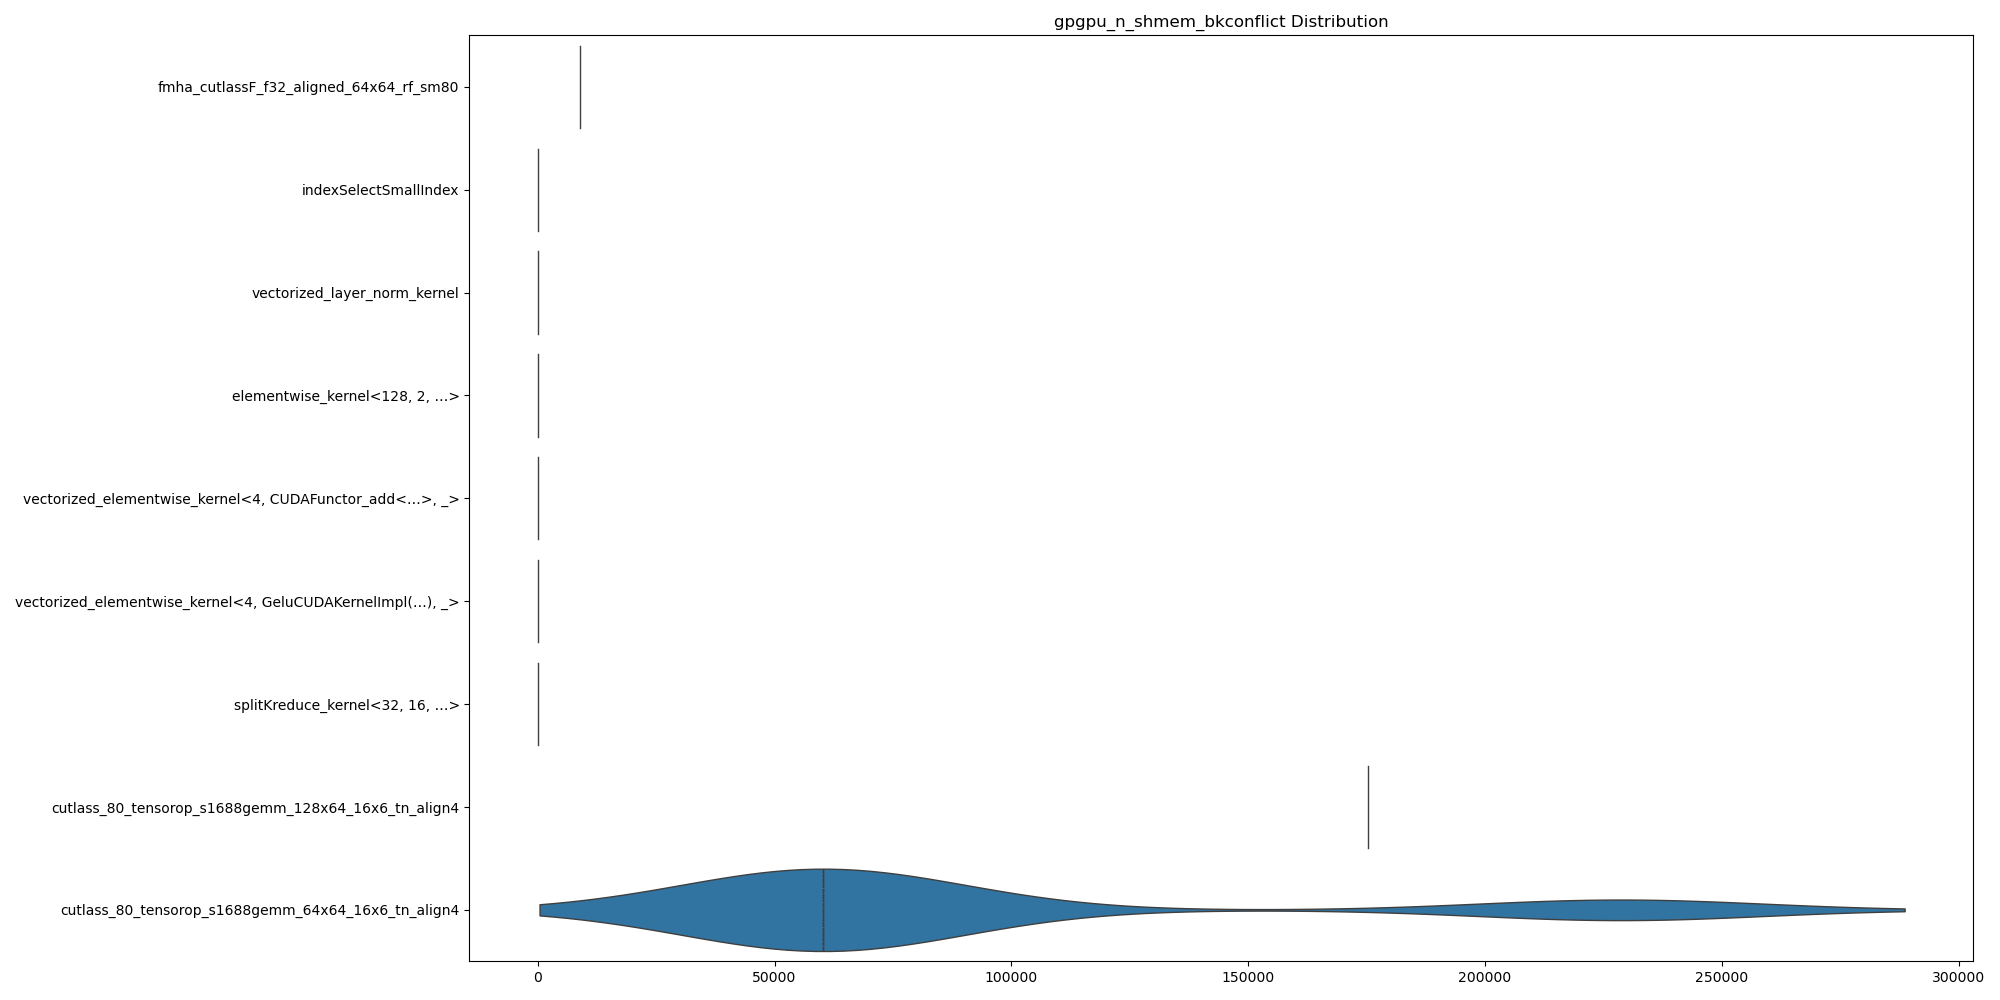 gpgpu_n_shmem_bkconflict Distribution
fmha_cutlassF_f32_aligned_64x64_rf_sm80
indexSelectSmallIndex
vectorized_layer_norm_kernel
elementwise_kernel<128, 2, ...>
vectorized_elementwise_kernel<4, CUDAFunctor_add<...>, _>
vectorized_elementwise_kernel<4, GeluCUDAKernelImpl(...), _>
splitKreduce_kernel<32, 16, ...>
cutlass_80_tensorop_s1688gemm_128x64_16x6_tn_align4
cutlass_80_tensorop_s1688gemm_64x64_16x6_tn_align4
0 50000 100000 150000 200000 250000 300000